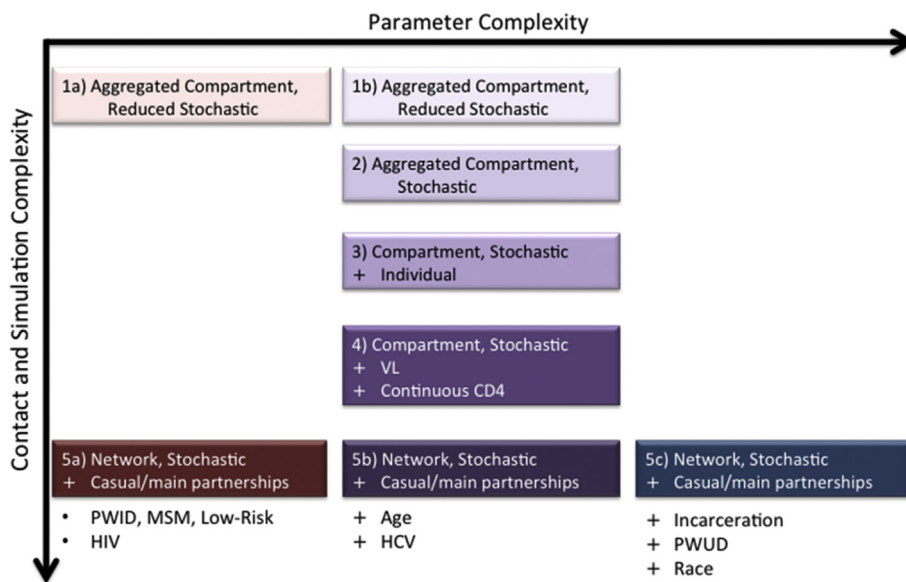 Parameter Complexity
Contact and Simulation Complexity
1a) Aggregated Compartment,
Reduced Stochastic
1b) Aggregated Compartment,
Reduced Stochastic
2) Aggregated Compartment,
Stochastic
3) Compartment, Stochastic
+ Individual
4) Compartment, Stochastic
+ VL
+ Continuous CD4
5a) Network, Stochastic
+ Casual/main partnerships
5b) Network, Stochastic
+ Casual/main partnerships
5c) Network, Stochastic
+ Casual/main partnerships
• PWID, MSM, Low-Risk
• HIV
+ Age
+ HCV
+ Incarceration
+ PWUD
+ Race